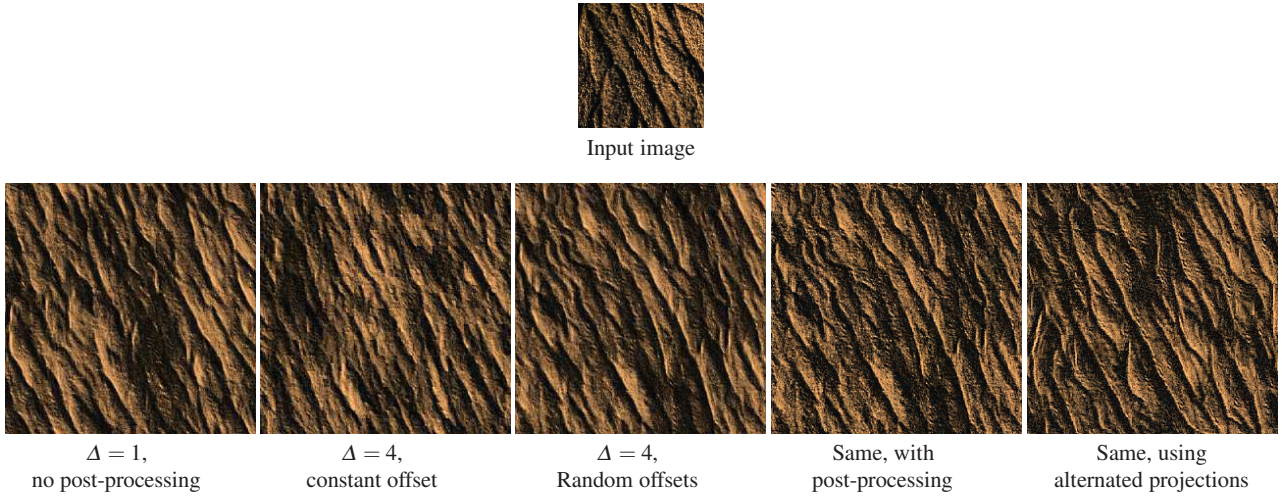 Input image
Δ = 1,
no post-processing
Δ = 4,
constant offset
Δ = 4,
Random offsets
Same, with
post-processing
Same, using
alternated projections